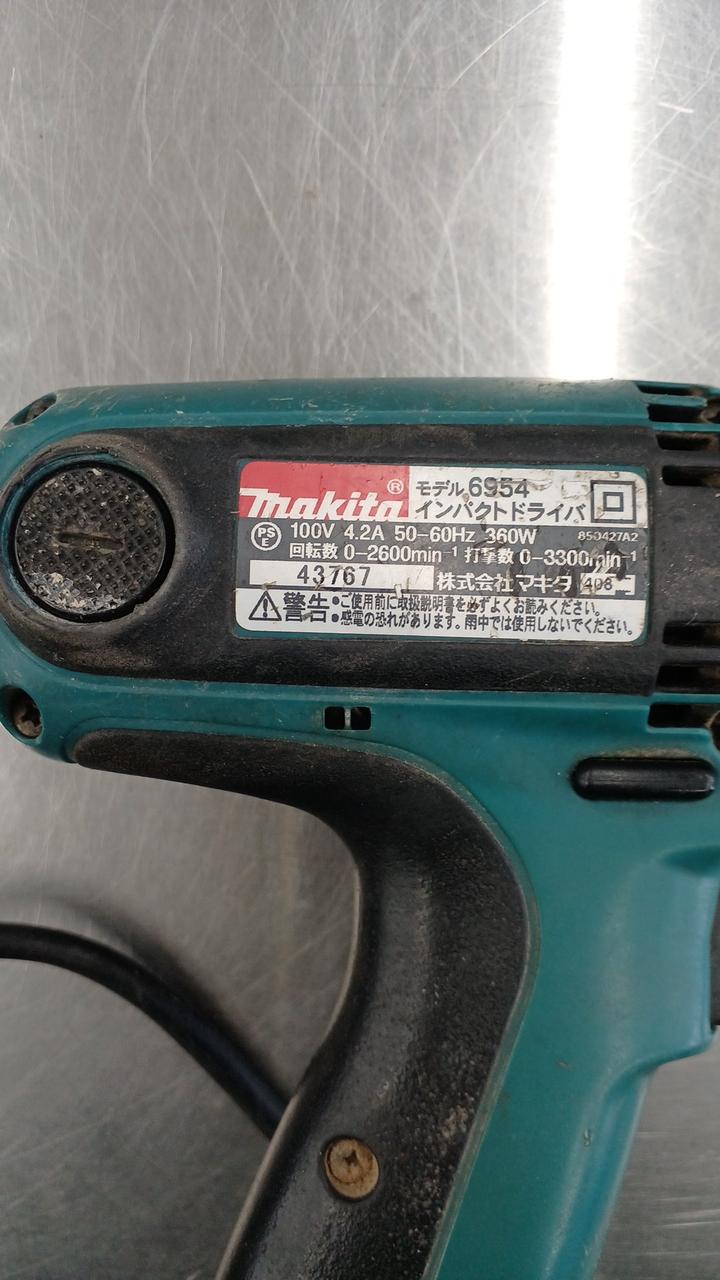 makita®
モデル 6954
インパクトドライバ
PSE 100V 4.2A 50-60Hz 360W 850427A2
回転数 0-2600min⁻¹ 打撃数 0-3300min⁻¹
43767 株式会社マキタ 408
警告 •ご使用前に取扱説明書を必ずよくお読みください。
•感電の恐れがあります。雨中では使用しないでください。